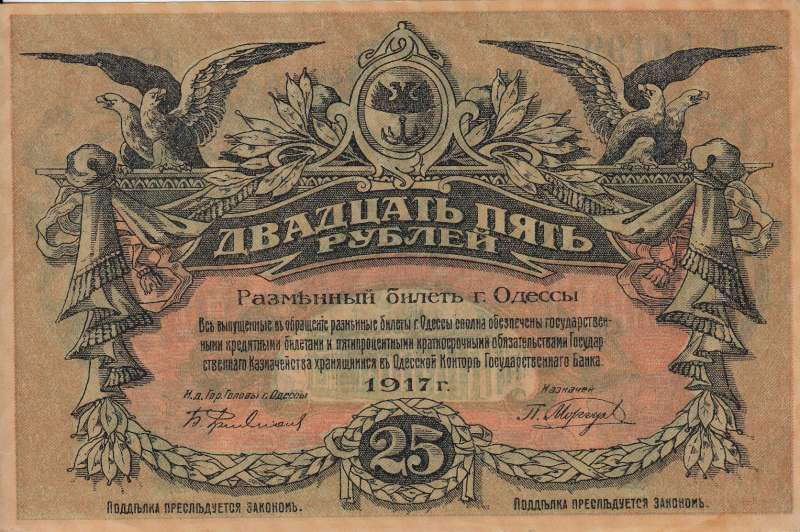 ДВАДЦАТЬ ПЯТЬ
РУБЛЕЙ
Размѣнный билетъ г. Одессы
Всѣ выпущенные въ обращеніе размѣнные билеты г. Одессы сполна обезпечены государствен-
ными кредитными билетами и пятипроцентными краткосрочными обязательствами Государ-
ственнаго Казначейства хранящимися въ Одесской Конторѣ Государственнаго Банка.
1917 г.
И.д. Гор. Головы г. Одессы
Казначей
25
Поддѣлка преслѣдуется закономъ.
Поддѣлка преслѣдуется закономъ.